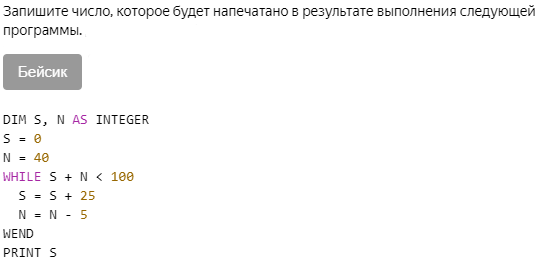 Запишите число, которое будет напечатано в результате выполнения следующей
программы.
Бейсик
DIM S, N AS INTEGER
S = 0
N = 40
WHILE S + N < 100
  S = S + 25
  N = N - 5
WEND
PRINT S